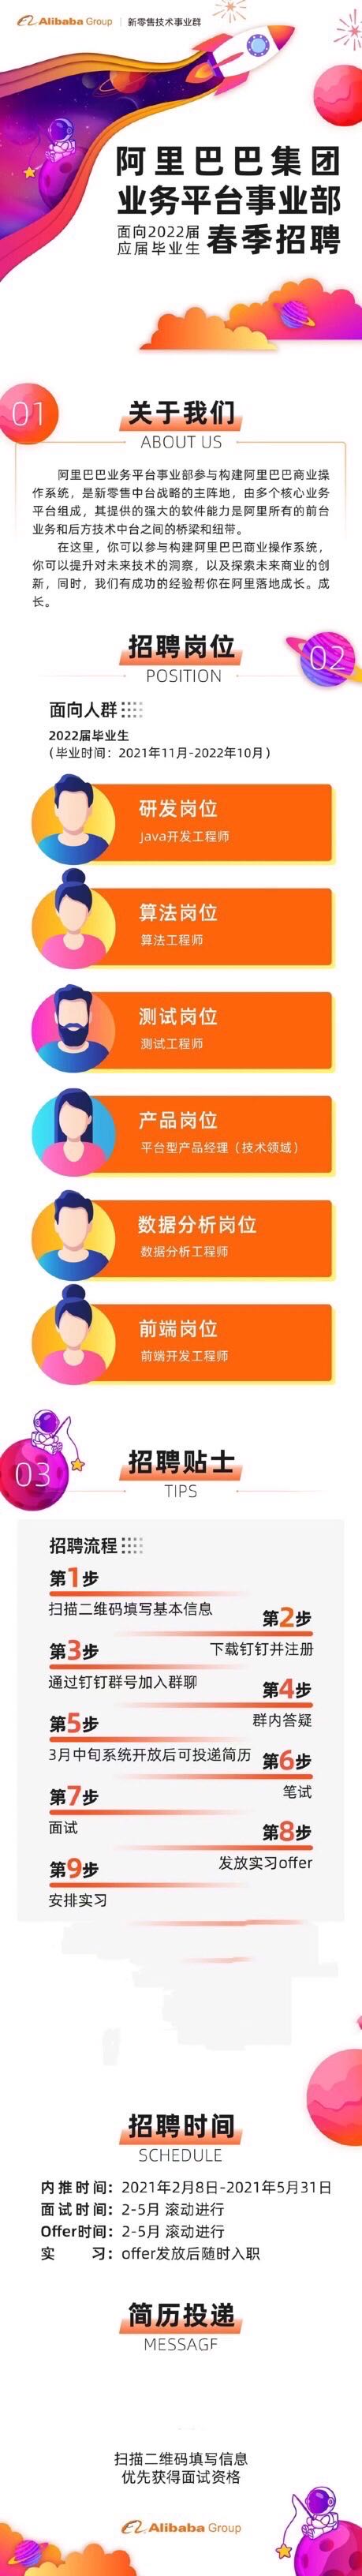 Alibaba Group | 新零售技术事业群
阿里巴巴集团
业务平台事业部
面向2022届
应届毕业生
春季招聘
01
关于我们
ABOUT US
阿里巴巴业务平台事业部参与构建阿里巴巴商业操
作系统，是新零售中台战略的主阵地，由多个核心业务
平台组成，其提供的强大的软件能力是阿里所有的前台
业务和后方技术中台之间的桥梁和纽带。
在这里，你可以参与构建阿里巴巴商业操作系统，
你可以提升对未来技术的洞察，以及探索未来商业的创
新，同时，我们有成功的经验帮你在阿里落地成长。成
长。
招聘岗位
02
POSITION
面向人群
2022届毕业生
（毕业时间：2021年11月-2022年10月）
研发岗位
java开发工程师
算法岗位
算法工程师
测试岗位
测试工程师
产品岗位
平台型产品经理（技术领域）
数据分析岗位
数据分析工程师
前端岗位
前端开发工程师
03
招聘贴士
TIPS
招聘流程
第1步
扫描二维码填写基本信息
第2步
下载钉钉并注册
第3步
通过钉钉群号加入群聊
第4步
群内答疑
第5步
3月中旬系统开放后可投递简历
第6步
笔试
第7步
面试
第8步
发放实习offer
第9步
安排实习
招聘时间
SCHEDULE
内推时间：2021年2月8日-2021年5月31日
面试时间：2-5月 滚动进行
Offer时间：2-5月 滚动进行
实 习：offer发放后随时入职
简历投递
MESSAGF
扫描二维码填写信息
优先获得面试资格
Alibaba Group